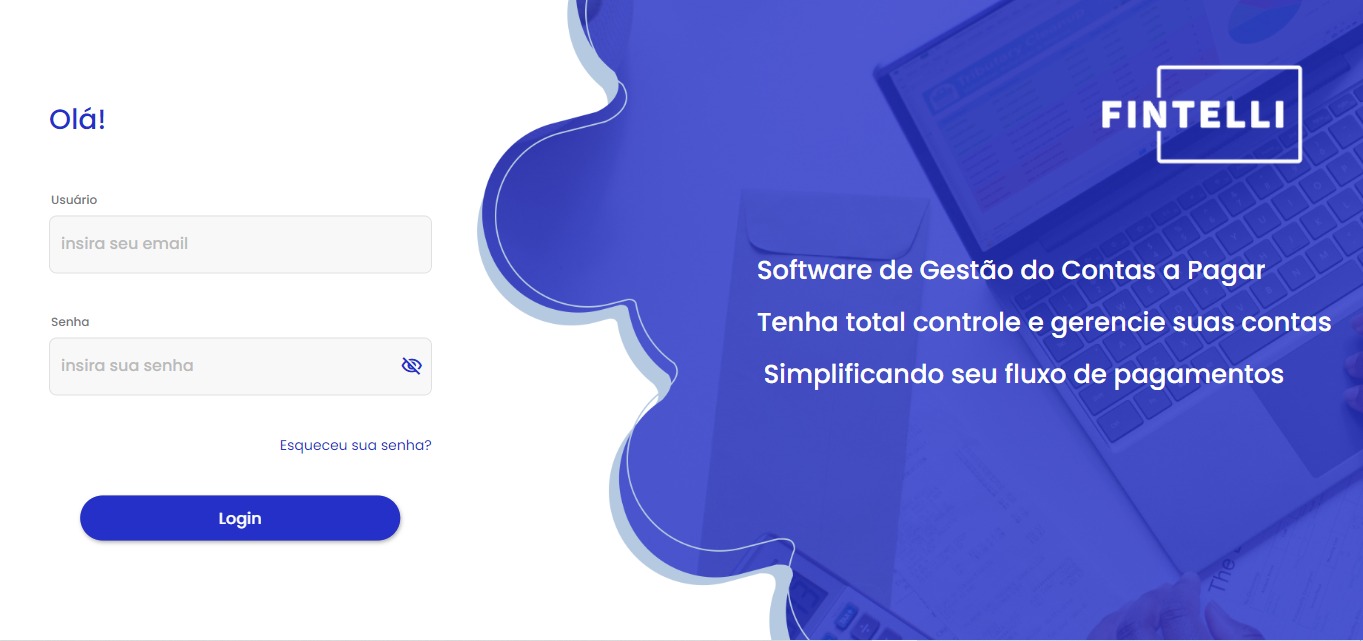 Olá!
Usuário
insira seu email
Senha
insira sua senha
Esqueceu sua senha?
Login
FINTELLI
Software de Gestão do Contas a Pagar
Tenha total controle e gerencie suas contas
Simplificando seu fluxo de pagamentos
The